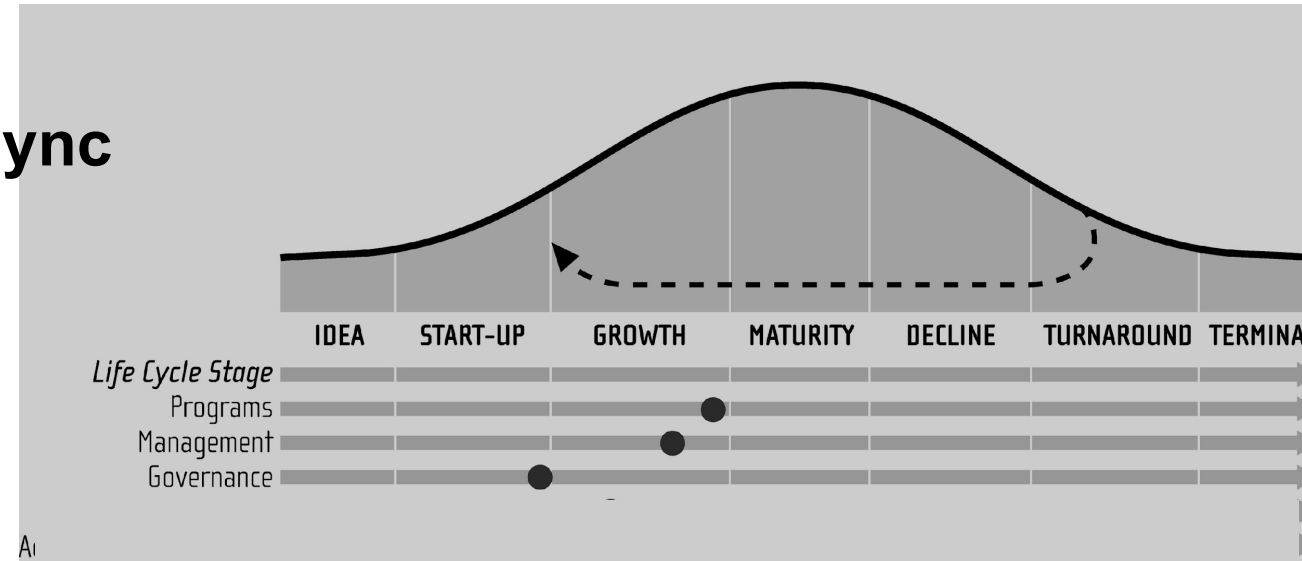 ync
IDEA START-UP GROWTH MATURITY DECLINE TURNAROUND TERMINA
Life Cycle Stage
Programs
Management
Governance